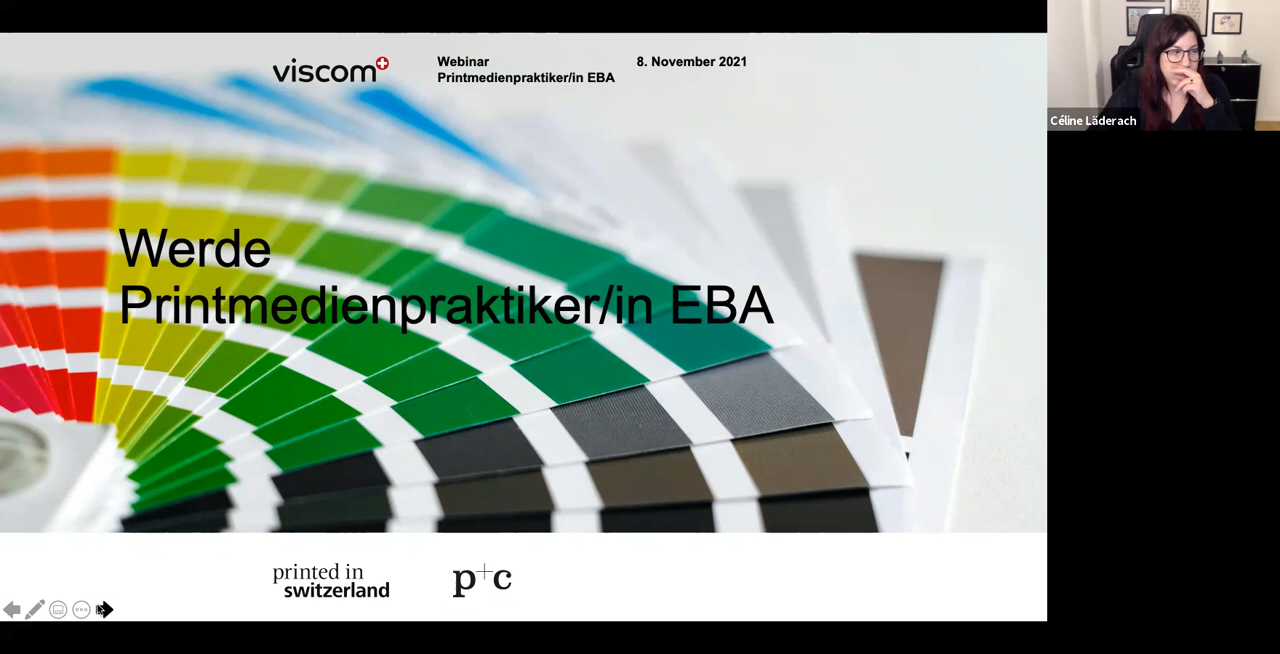 viscom
Webinar
Printmedienpraktiker/in EBA
8. November 2021
Céline Läderach
Werde
Printmedienpraktiker/in EBA
printed in
switzerland
p+c